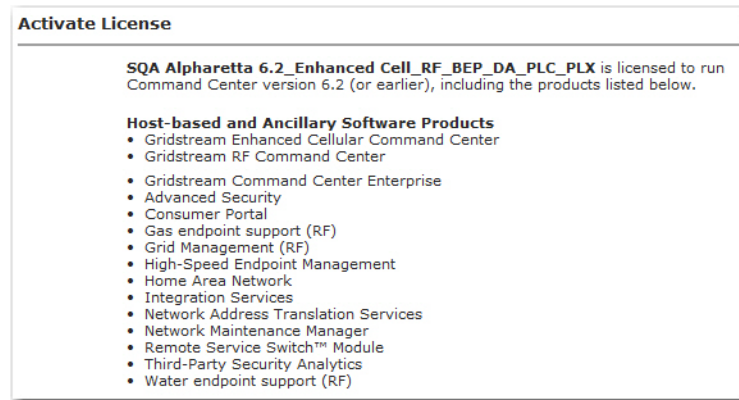 Activate License
SQA Alpharetta 6.2_Enhanced Cell_RF_BEP_DA_PLC_PLX is licensed to run
Command Center version 6.2 (or earlier), including the products listed below.
Host-based and Ancillary Software Products
• Gridstream Enhanced Cellular Command Center
• Gridstream RF Command Center
• Gridstream Command Center Enterprise
• Advanced Security
• Consumer Portal
• Gas endpoint support (RF)
• Grid Management (RF)
• High-Speed Endpoint Management
• Home Area Network
• Integration Services
• Network Address Translation Services
• Network Maintenance Manager
• Remote Service Switch™ Module
• Third-Party Security Analytics
• Water endpoint support (RF)